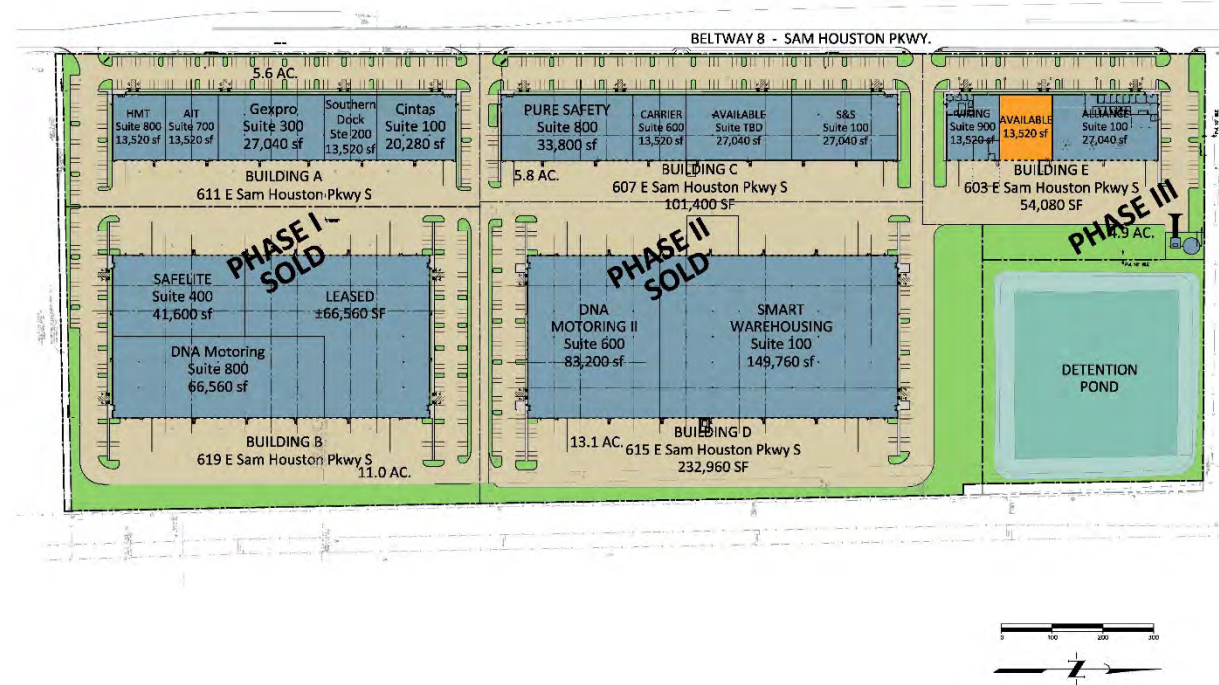 BELTWAY 8 - SAM HOUSTON PKWY.
5.6 AC.
HMT
Suite 800
13,520 sf
AIT
Suite 700
13,520 sf
Gexpro
Suite 300
27,040 sf
Southern
Dock
Ste 200
13,520 sf
Cintas
Suite 100
20,280 sf
BUILDING A
611 E Sam Houston Pkwy S
PURE SAFETY
Suite 800
33,800 sf
CARRIER
Suite 600
13,520 sf
AVAILABLE
Suite TBD
27,040 sf
S&S
Suite 100
27,040 sf
5.8 AC.
BUILDING C
607 E Sam Houston Pkwy S
101,400 SF
VIKING
Suite 900
13,520 sf
AVAILABLE
13,520 sf
ALLIANCE
Suite 100
27,040 sf
BUILDING E
603 E Sam Houston Pkwy S
54,080 SF
PHASE I -
SOLD
PHASE II
SOLD
PHASE III
4.9 AC.
SAFELITE
Suite 400
41,600 sf
LEASED
±66,560 SF
DNA Motoring
Suite 800
66,560 sf
BUILDING B
619 E Sam Houston Pkwy S
11.0 AC.
DNA
MOTORING II
Suite 600
83,200 sf
SMART
WAREHOUSING
Suite 100
149,760 sf
13.1 AC.
BUILDING D
615 E Sam Houston Pkwy S
232,960 SF
DETENTION
POND
0 100 200 300
Z